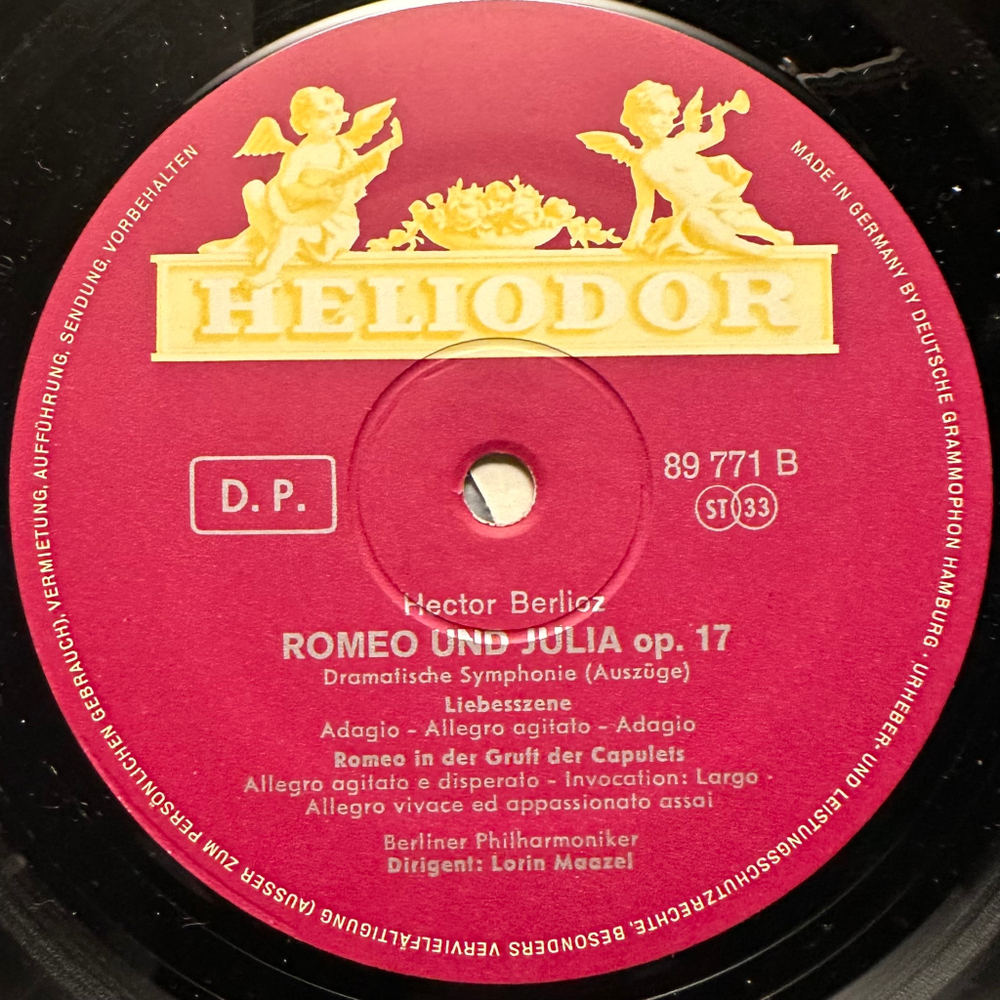 HELIODOR
D. P.
89 771 B
ST 33
Hector Berlioz
ROMEO UND JULIA op. 17
Dramatische Symphonie (Auszüge)
Liebesszene
Adagio - Allegro agitato - Adagio
Romeo in der Gruft der Capulets
Allegro agitato e disperato - Invocation: Largo -
Allegro vivace ed appassionato assai
Berliner Philharmoniker
Dirigent: Lorin Maazel
MADE IN GERMANY BY DEUTSCHE GRAMMOPHON HAMBURG · URHEBER- UND LEISTUNGSSCHUTZRECHTE, BESONDERS VERVIELFÄLTIGUNG (AUSSER ZUM PERSÖNLICHEN GEBRAUCH), VERMIETUNG, AUFFÜHRUNG, SENDUNG, VORBEHALTEN